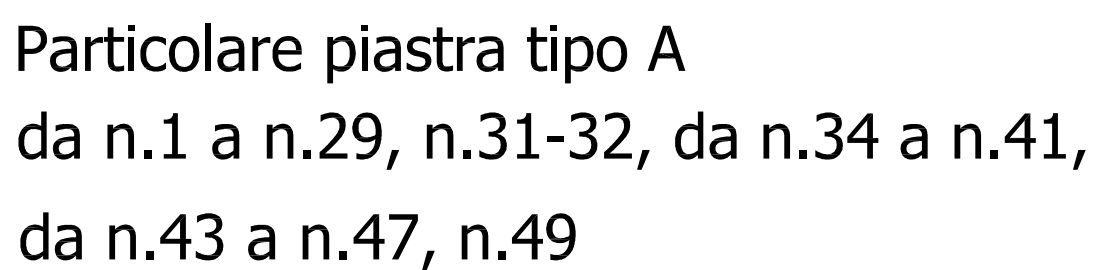 Particolare piastra tipo A
da n.1 a n.29, n.31-32, da n.34 a n.41,
da n.43 a n.47, n.49